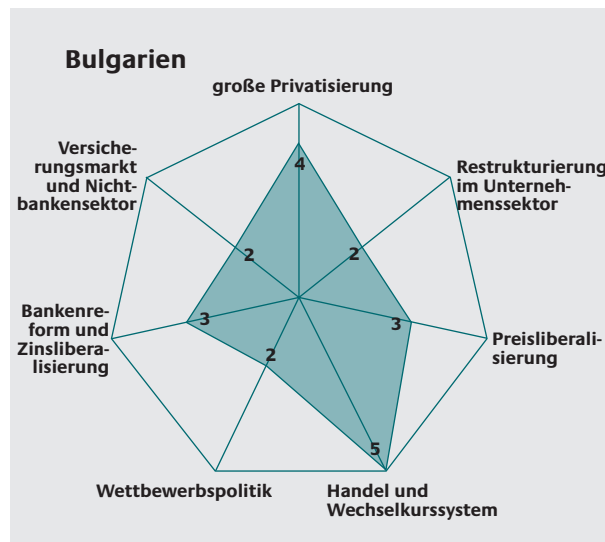 Bulgarien
große Privatisierung
Versiche-
rungsmarkt
und Nicht-
bankensektor
Restrukturierung
im Unterneh-
menssektor
4
2
2
Bankenre-
form und
Zinslibera-
lisierung
3
3
Preisliberali-
sierung
2
5
Wettbewerbspolitik
Handel und
Wechselkurssystem